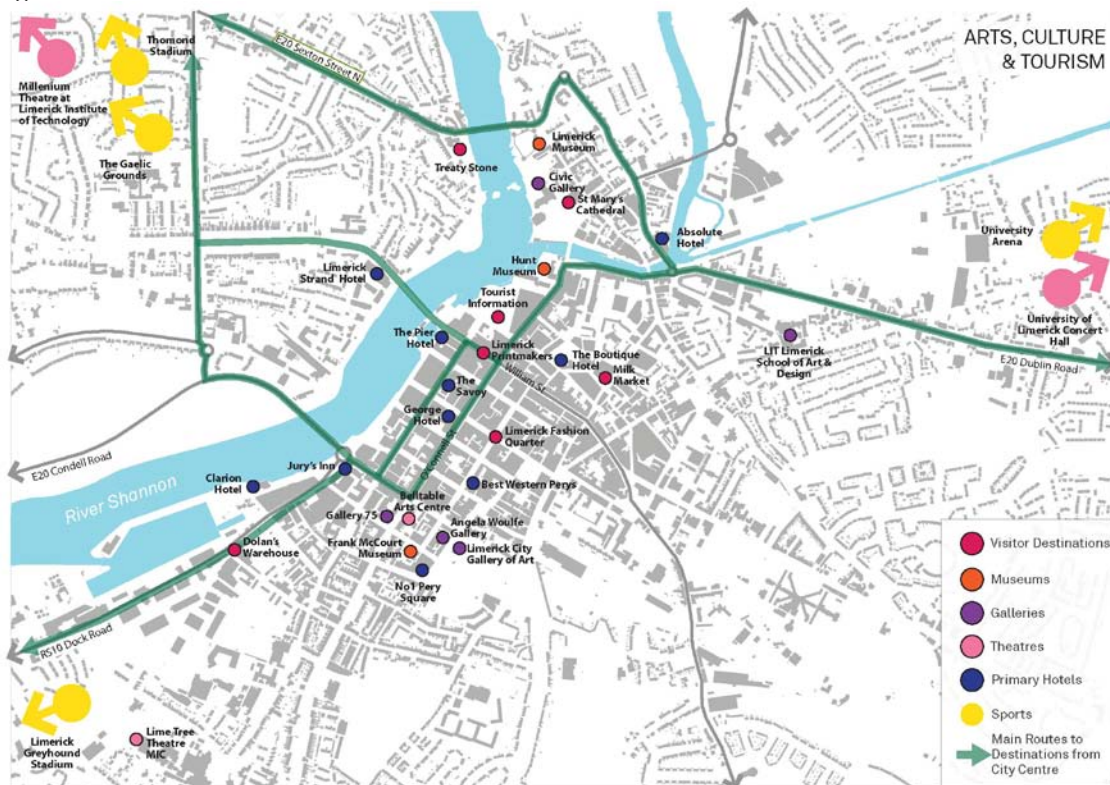 ARTS, CULTURE
& TOURISM
E20 Sexton Street N
Thomond
Stadium
Millenium
Theatre at
Limerick Institute
of Technology
The Gaelic
Grounds
Treaty Stone
Limerick
Museum
Civic
Gallery
St Mary's
Cathedral
Absolute
Hotel
University
Arena
University of
Limerick Concert
Hall
Hunt
Museum
Limerick
Strand Hotel
Tourist
Information
The Pier
Hotel
Limerick
Printmakers
The Boutique
Hotel
Milk
Market
William St
LIT Limerick
School of Art &
Design
E20 Dublin Road
The
Savoy
George
Hotel
O'Connell St
Limerick Fashion
Quarter
E20 Condell Road
River Shannon
Clarion
Hotel
Jury's Inn
Best Western Perys
Gallery 75
Belltable
Arts Centre
Angela Woulfe
Gallery
Frank McCourt
Museum
Limerick City
Gallery of Art
No1 Pery
Square
Dolan's
Warehouse
R510 Dock Road
Limerick
Greyhound
Stadium
Lime Tree
Theatre
MIC
Visitor Destinations
Museums
Galleries
Theatres
Primary Hotels
Sports
Main Routes to
Destinations from
City Centre